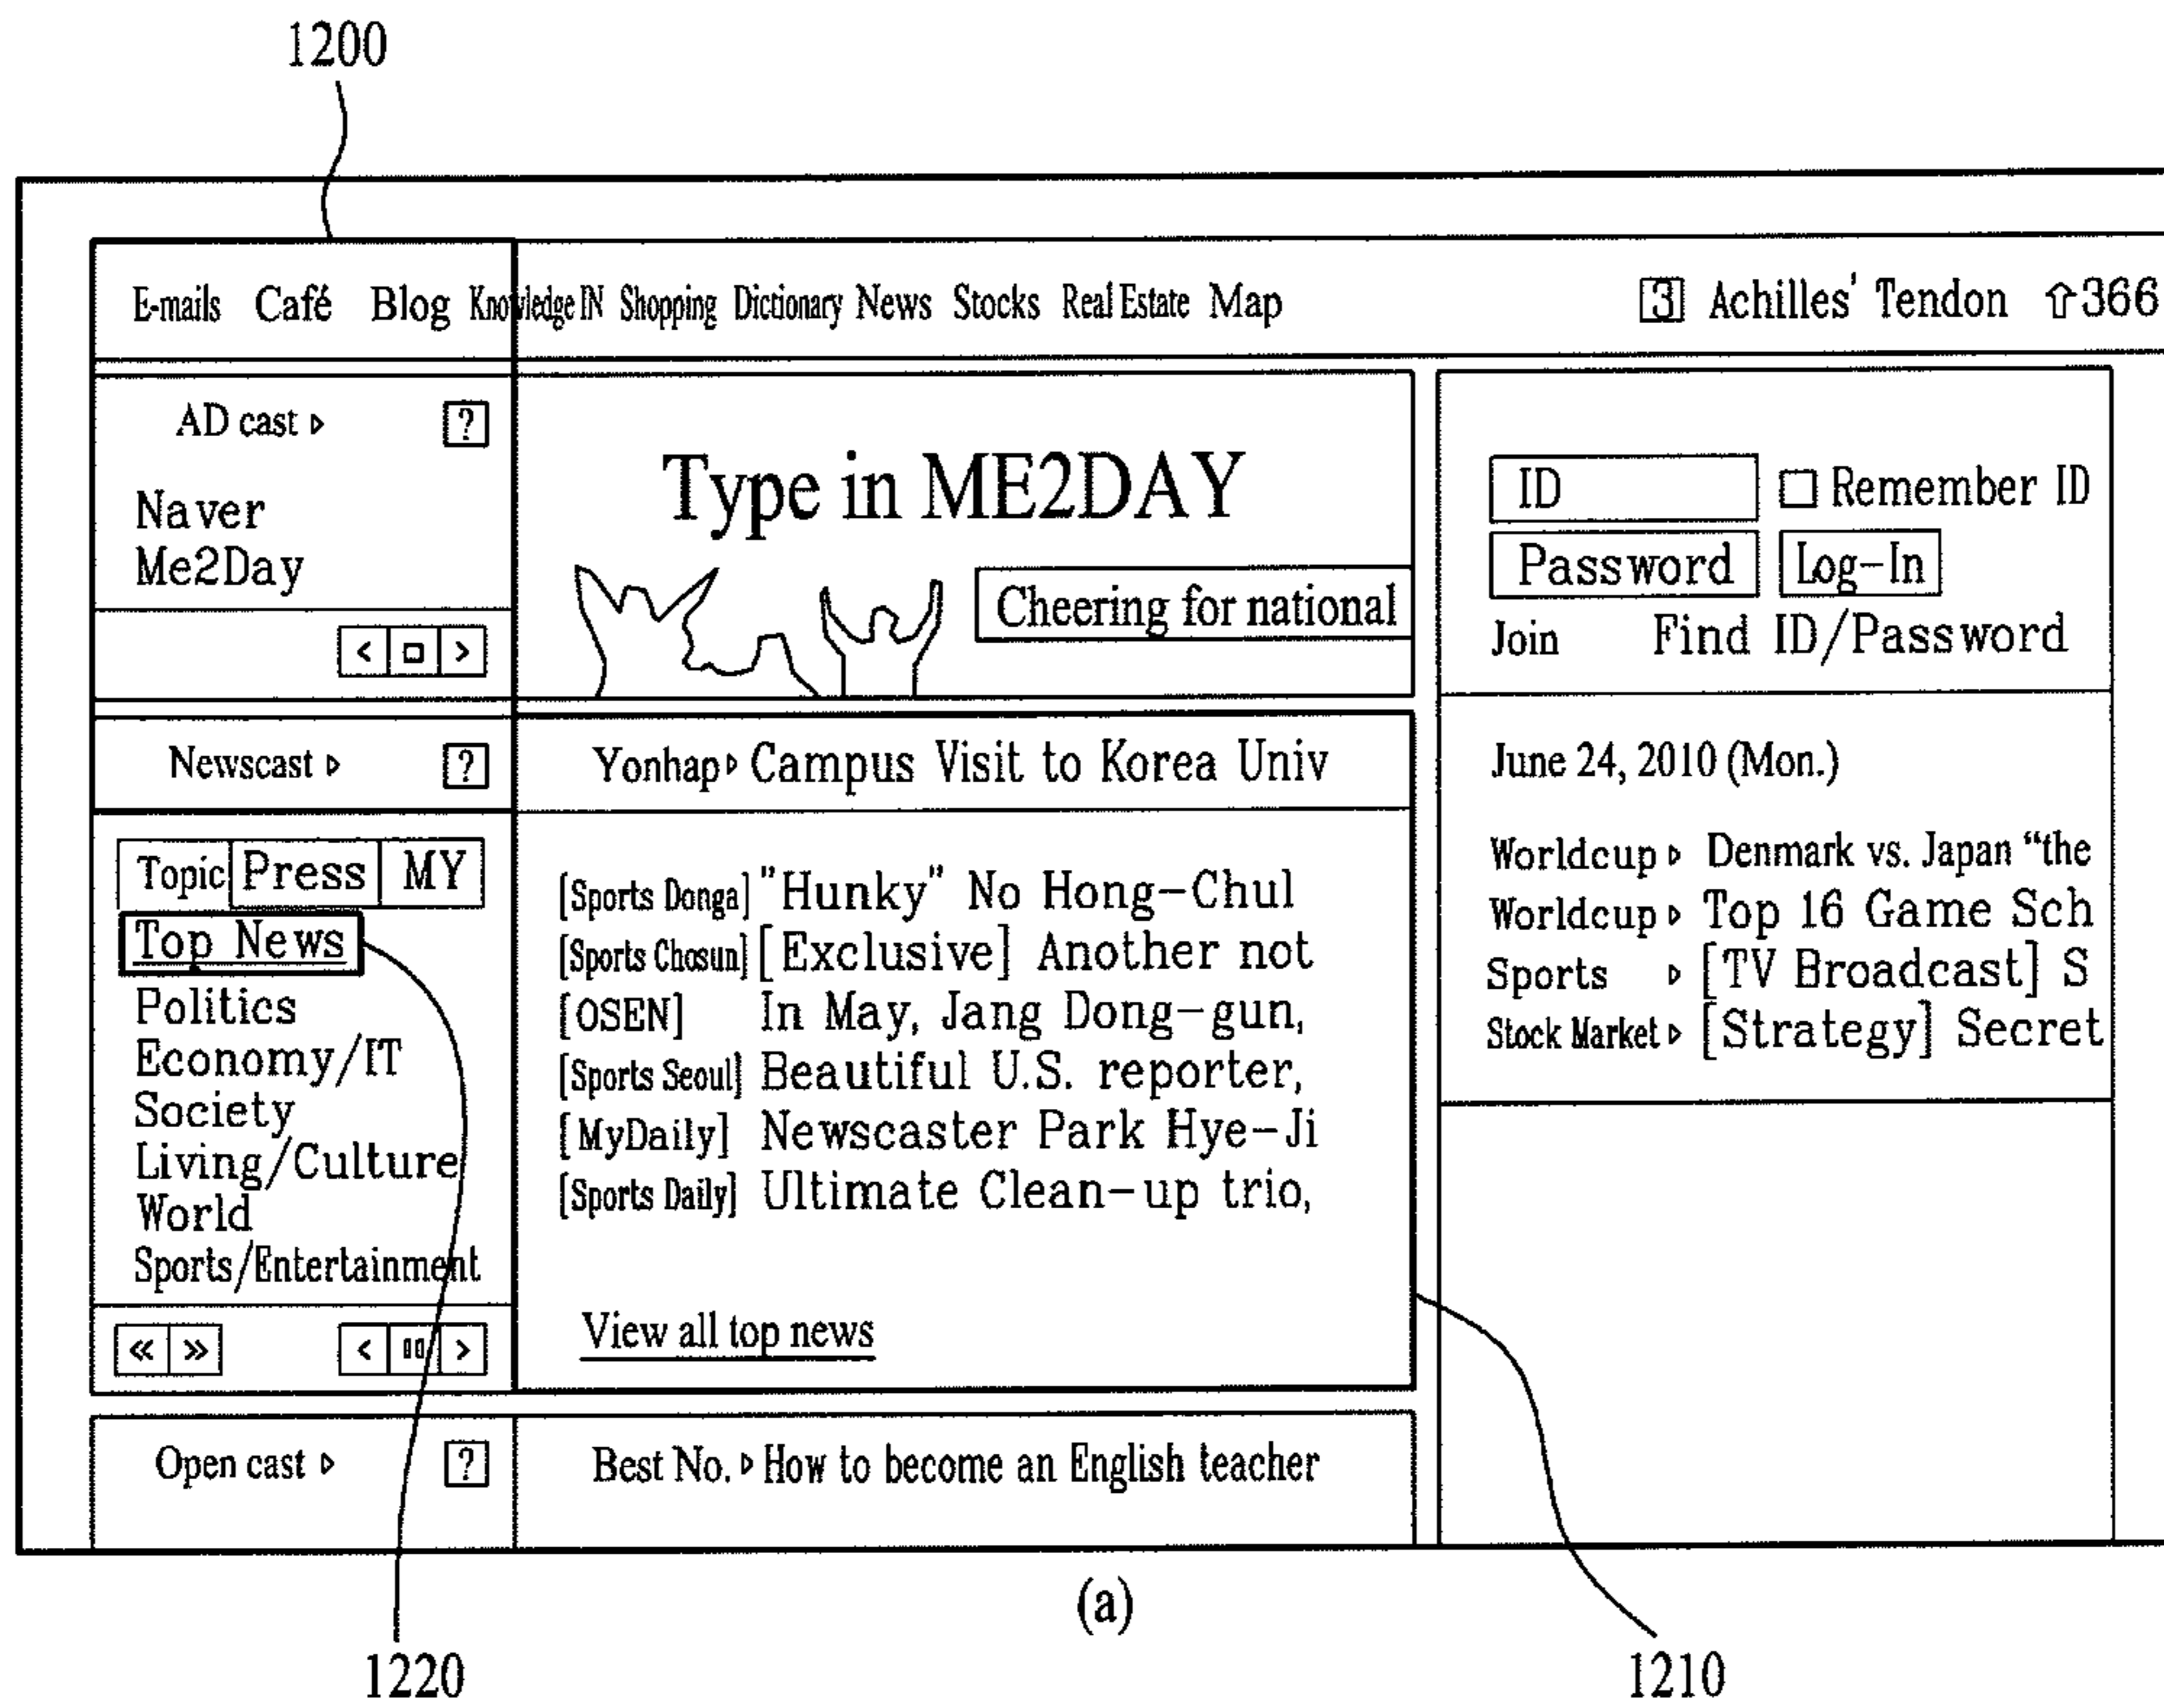 1200
E-mails Café Blog Knowledge IN Shopping Dictionary News Stocks Real Estate Map 3 Achilles' Tendon ⇧366
AD cast ▹ ?
Naver
Me2Day
< □ >
Type in ME2DAY
Cheering for national
ID □ Remember ID
Password Log-In
Join Find ID/Password
Newscast ▹ ?
Topic Press MY
Top News
Politics
Economy/IT
Society
Living/Culture
World
Sports/Entertainment
« » < 00 >
Yonhap ▹ Campus Visit to Korea Univ
[Sports Donga] "Hunky" No Hong-Chul
[Sports Chosun] [Exclusive] Another not
[OSEN] In May, Jang Dong-gun,
[Sports Seoul] Beautiful U.S. reporter,
[MyDaily] Newscaster Park Hye-Ji
[Sports Daily] Ultimate Clean-up trio,
View all top news
June 24, 2010 (Mon.)
Worldcup ▹ Denmark vs. Japan “the
Worldcup ▹ Top 16 Game Sch
Sports ▹ [TV Broadcast] S
Stock Market ▹ [Strategy] Secret
Open cast ▹ ?
Best No. ▹ How to become an English teacher
(a)
1220
1210